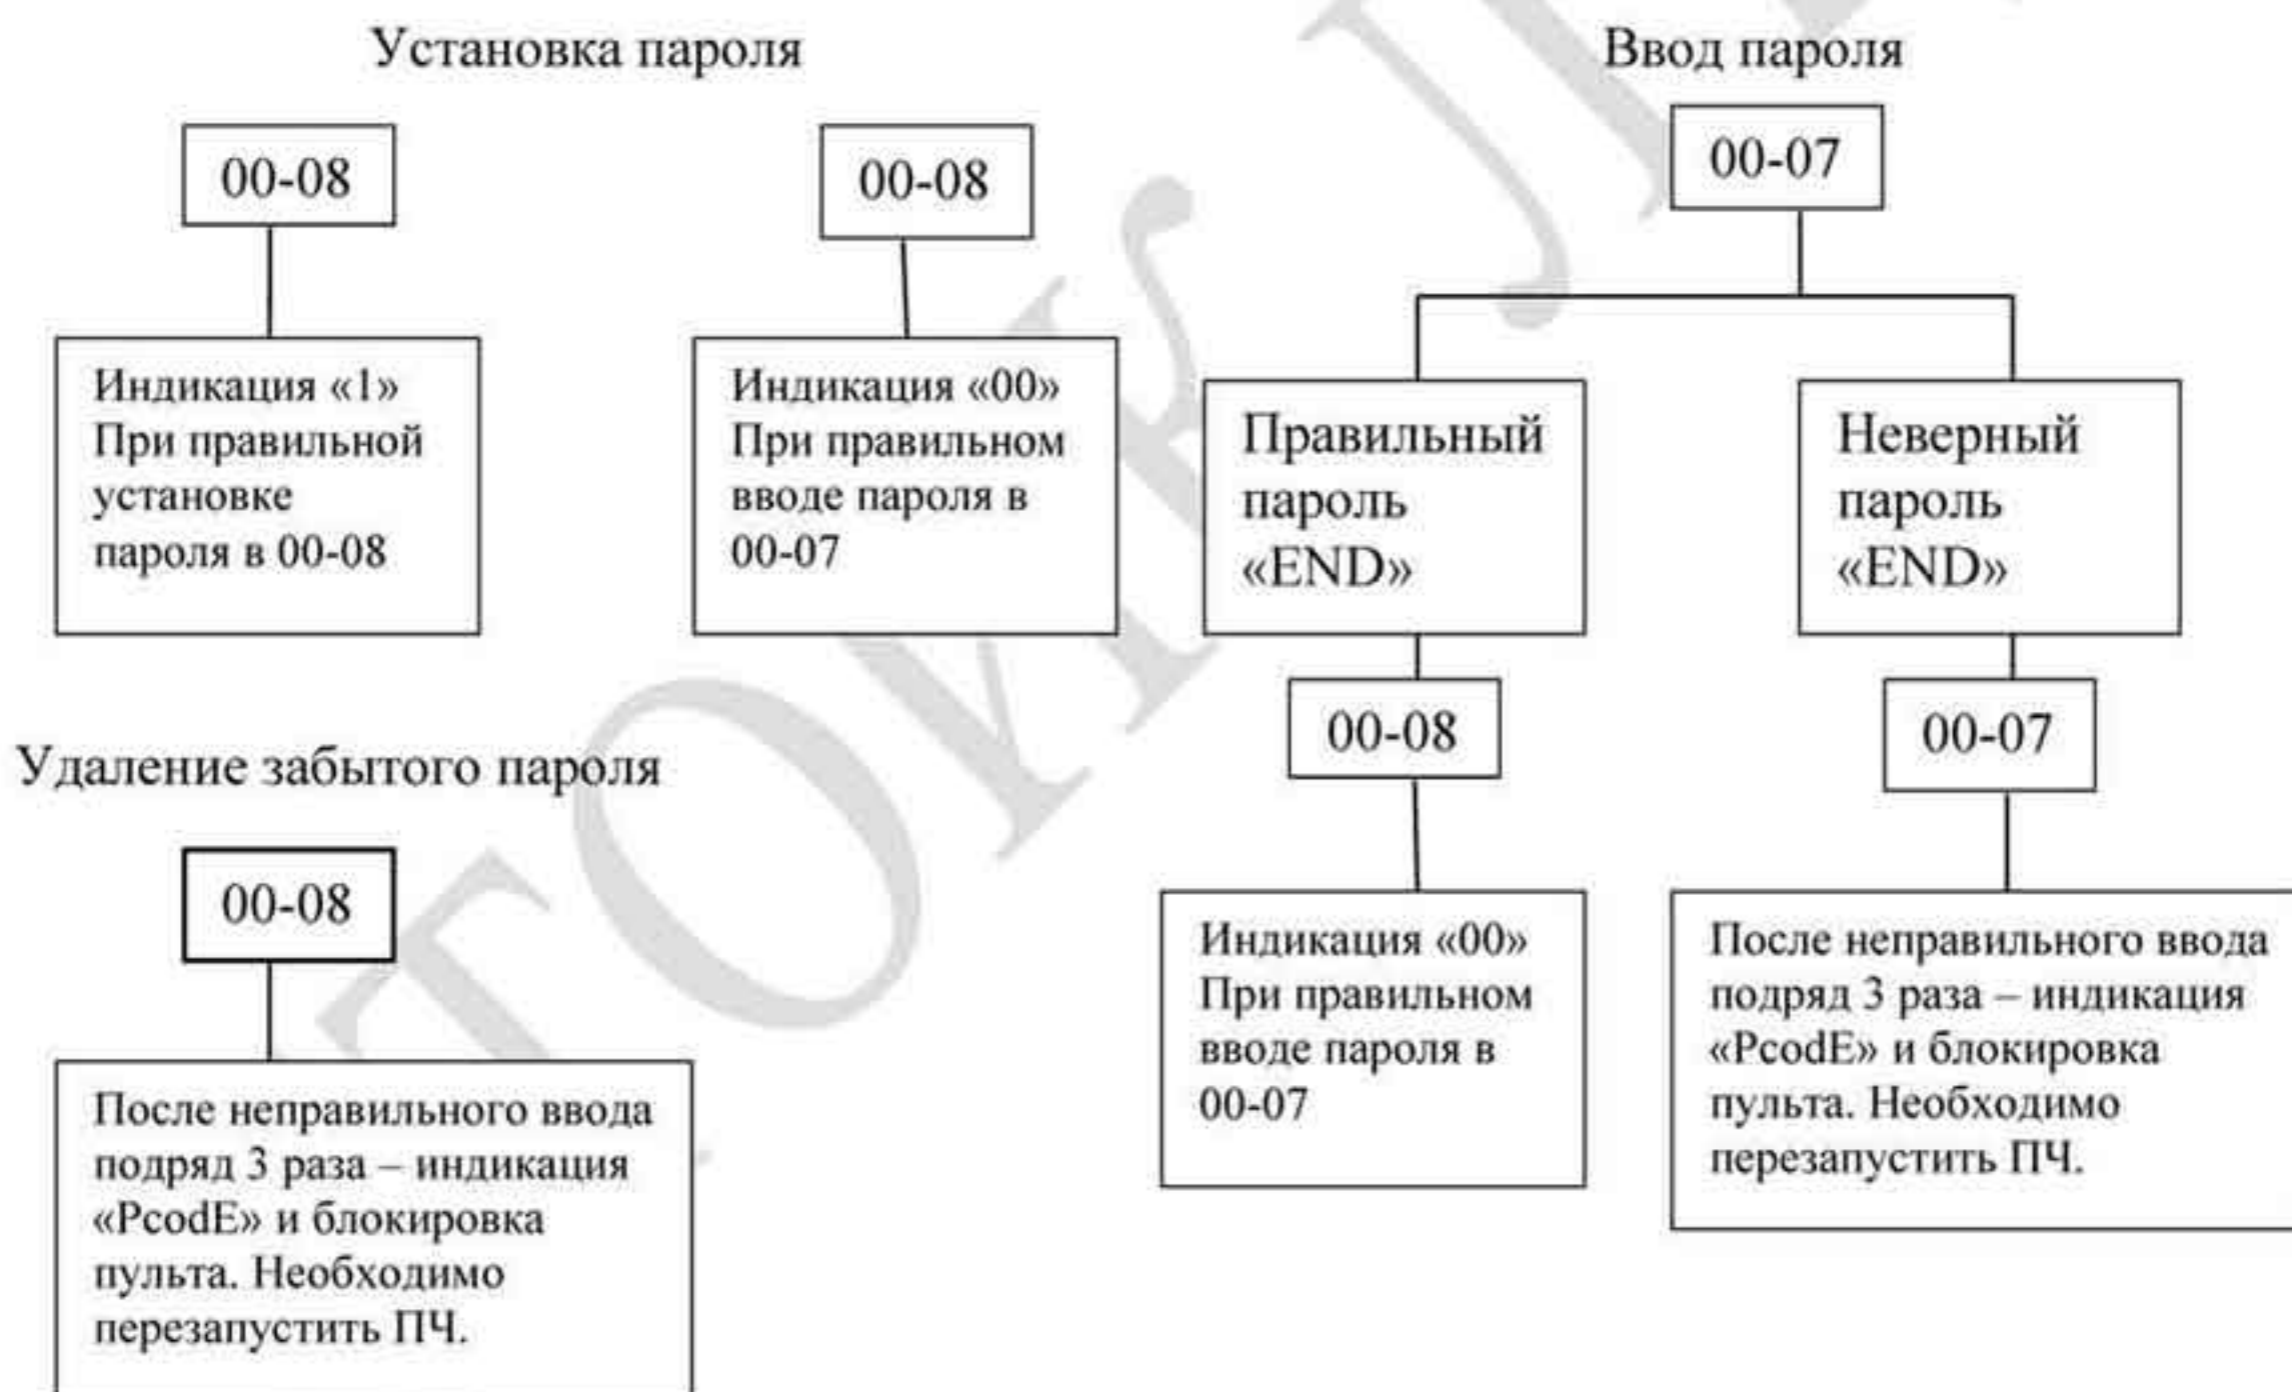 Установка пароля
00-08
Индикация «1»
При правильной
установке
пароля в 00-08
00-08
Индикация «00»
При правильном
вводе пароля в
00-07
Ввод пароля
00-07
Правильный
пароль
«END»
00-08
Индикация «00»
При правильном
вводе пароля в
00-07
Неверный
пароль
«END»
00-07
После неправильного ввода
подряд 3 раза – индикация
«PcodE» и блокировка
пульта. Необходимо
перезапустить ПЧ.
Удаление забытого пароля
00-08
После неправильного ввода
подряд 3 раза – индикация
«PcodE» и блокировка
пульта. Необходимо
перезапустить ПЧ.